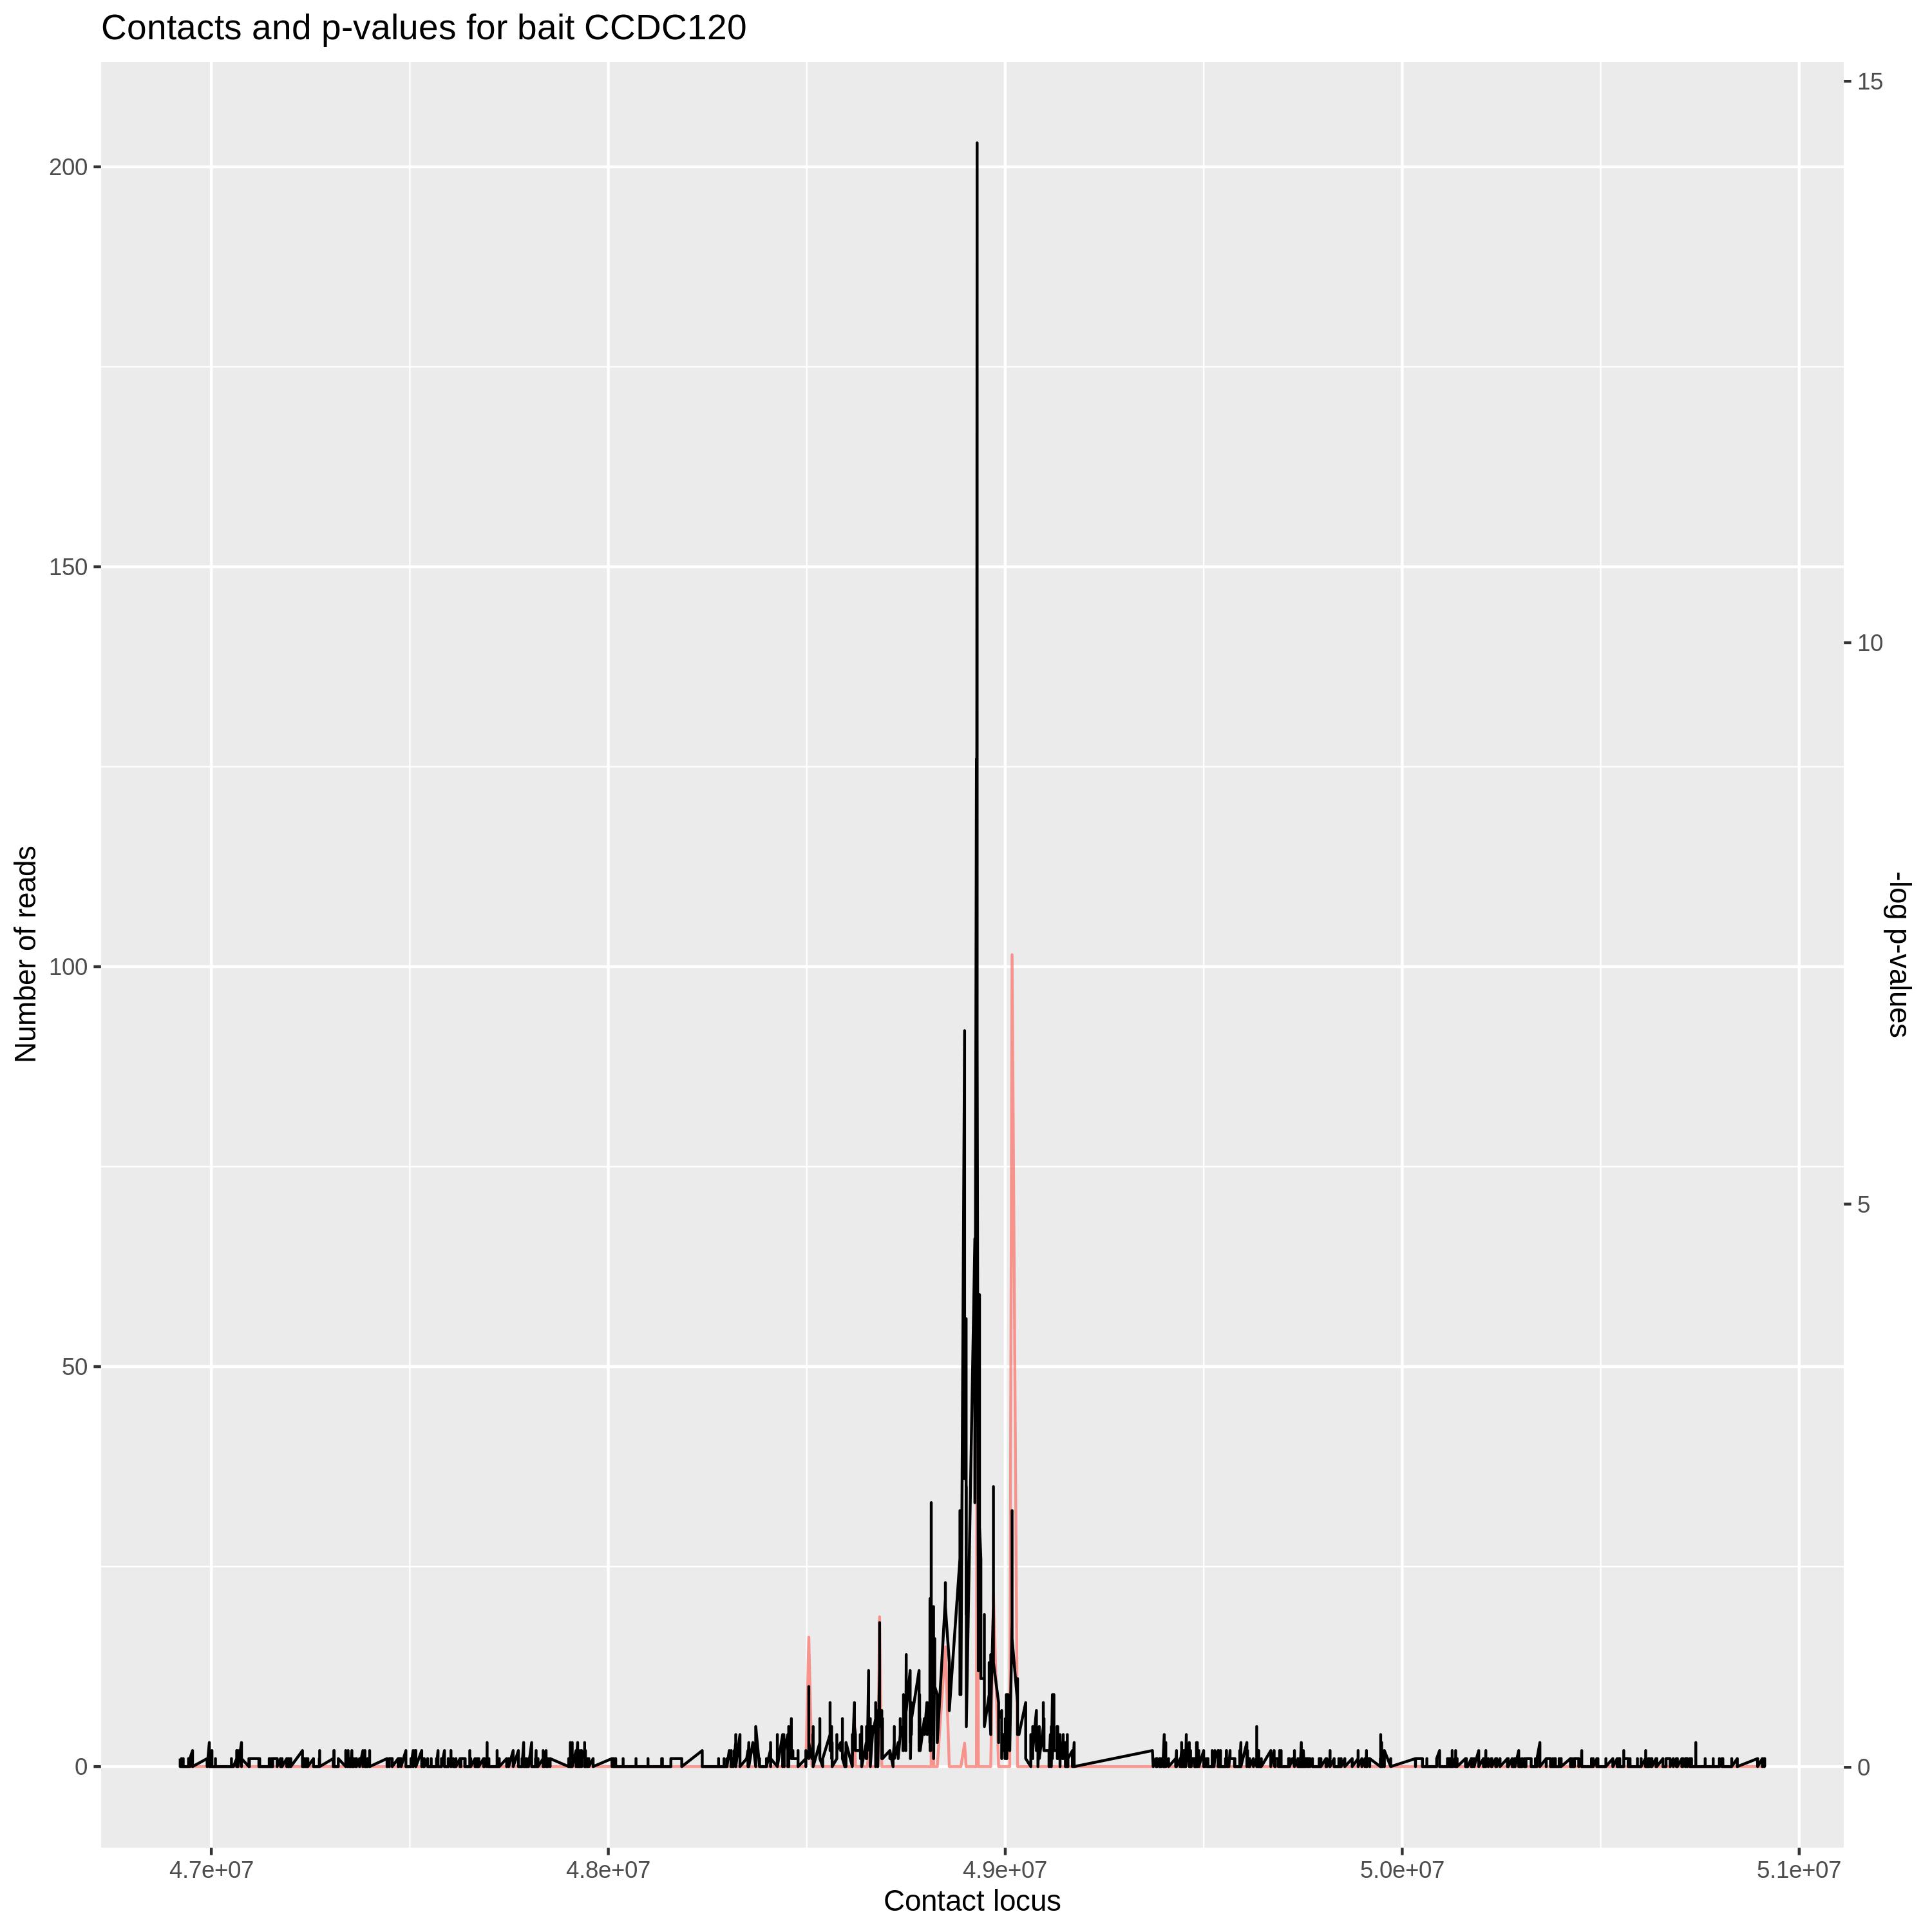 Contacts and p-values for bait CCDC120
Number of reads
200
150
100
50
0
15
10
5
0
-log p-values
4.7e+07
4.8e+07
4.9e+07
5.0e+07
5.1e+07
Contact locus